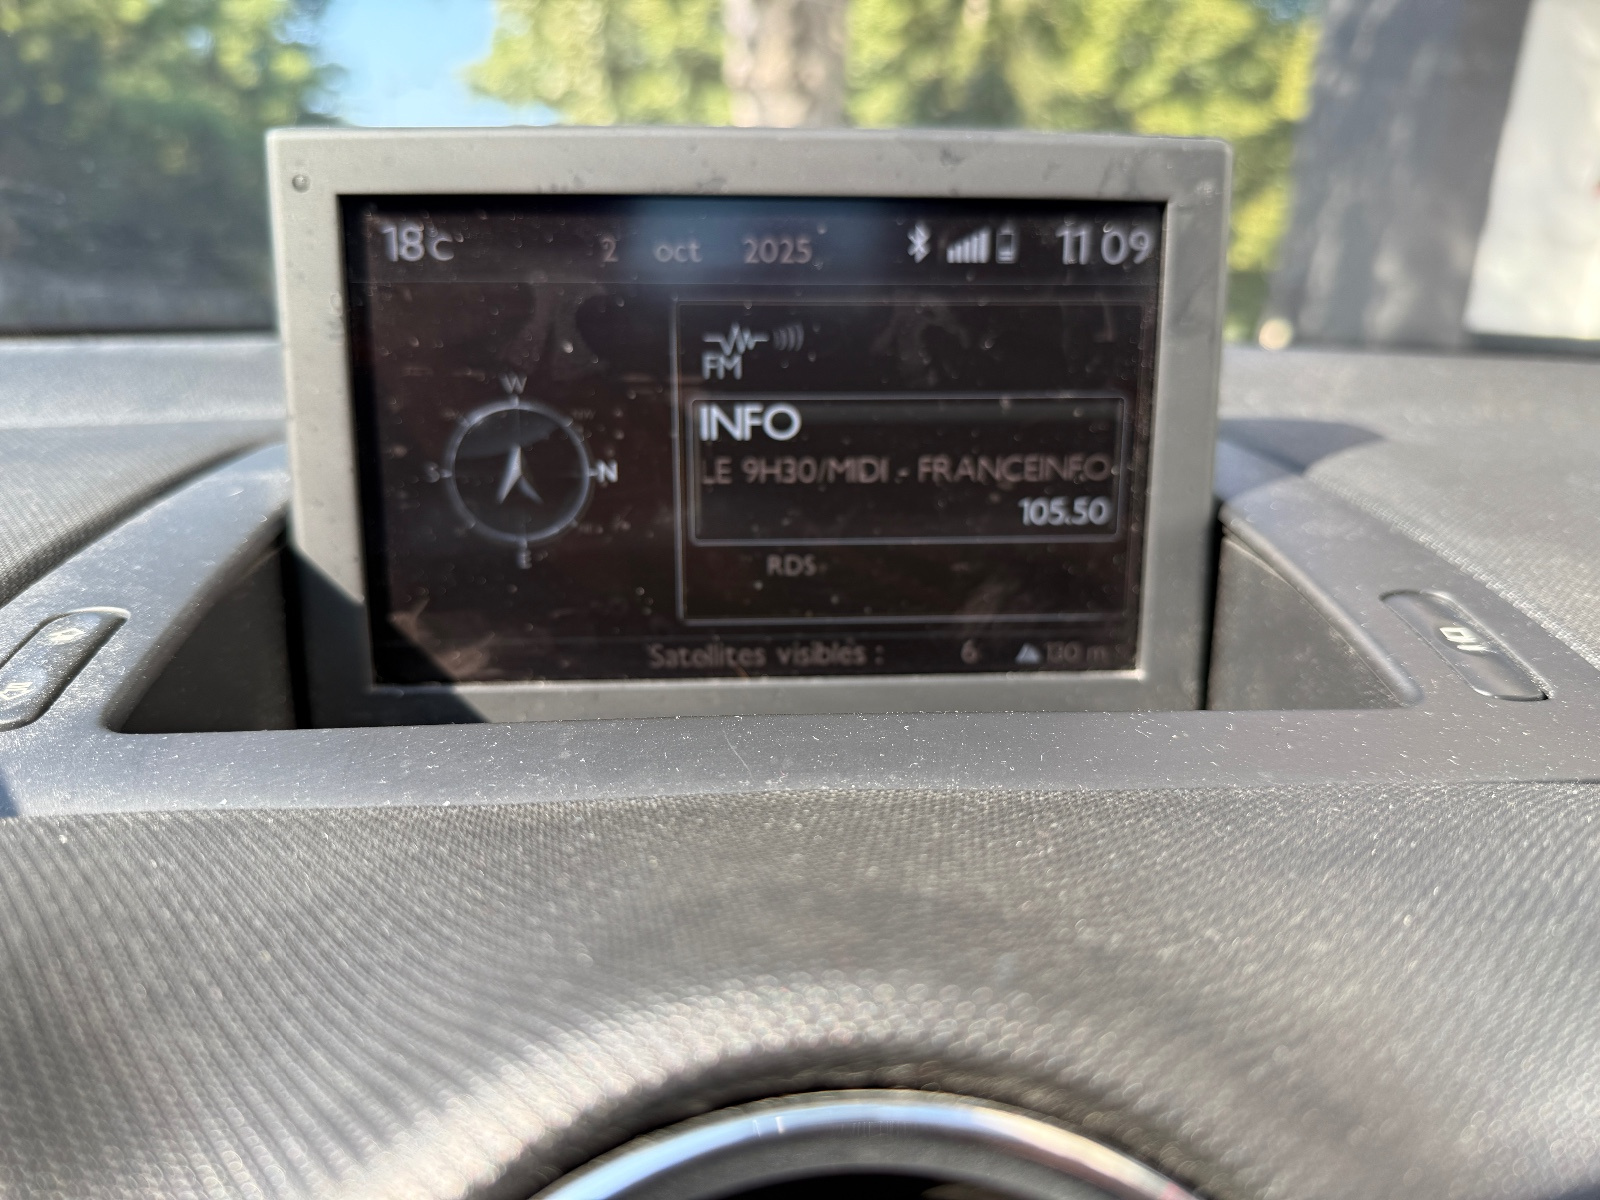 18°C 2 oct 2025 11 09
FM
INFO
LE 9H30/MIDI - FRANCEINFO
105.50
RDS
W
S N
E
Satellites visibles : 6 130 m